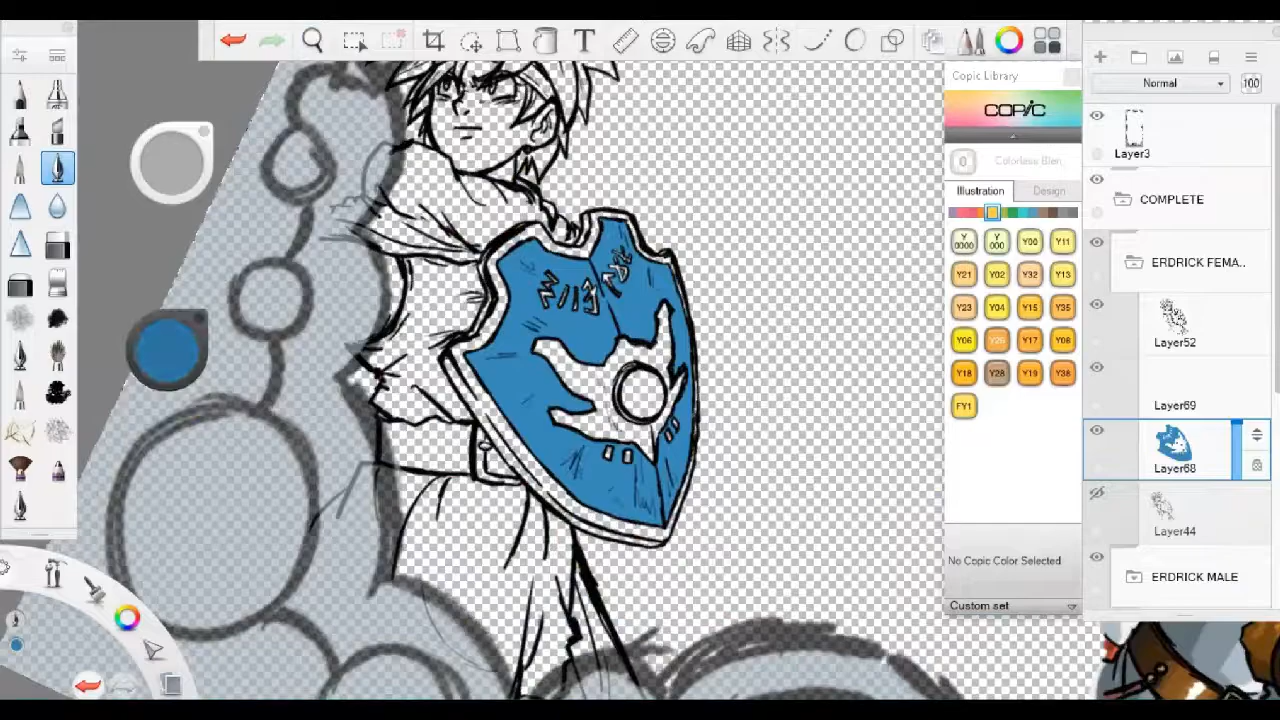 Copic Library
COPIC
0 Colorless Blen
Illustration Design
Y0000 Y000 Y00 Y11
Y21 Y02 Y32 Y13
Y23 Y04 Y15 Y35
Y06 Y26 Y17 Y08
Y18 Y28 Y19 Y38
FY1
No Copic Color Selected
Custom set
Normal 100
Layer3
COMPLETE
ERDRICK FEMA..
Layer52
Layer69
Layer68
Layer44
ERDRICK MALE